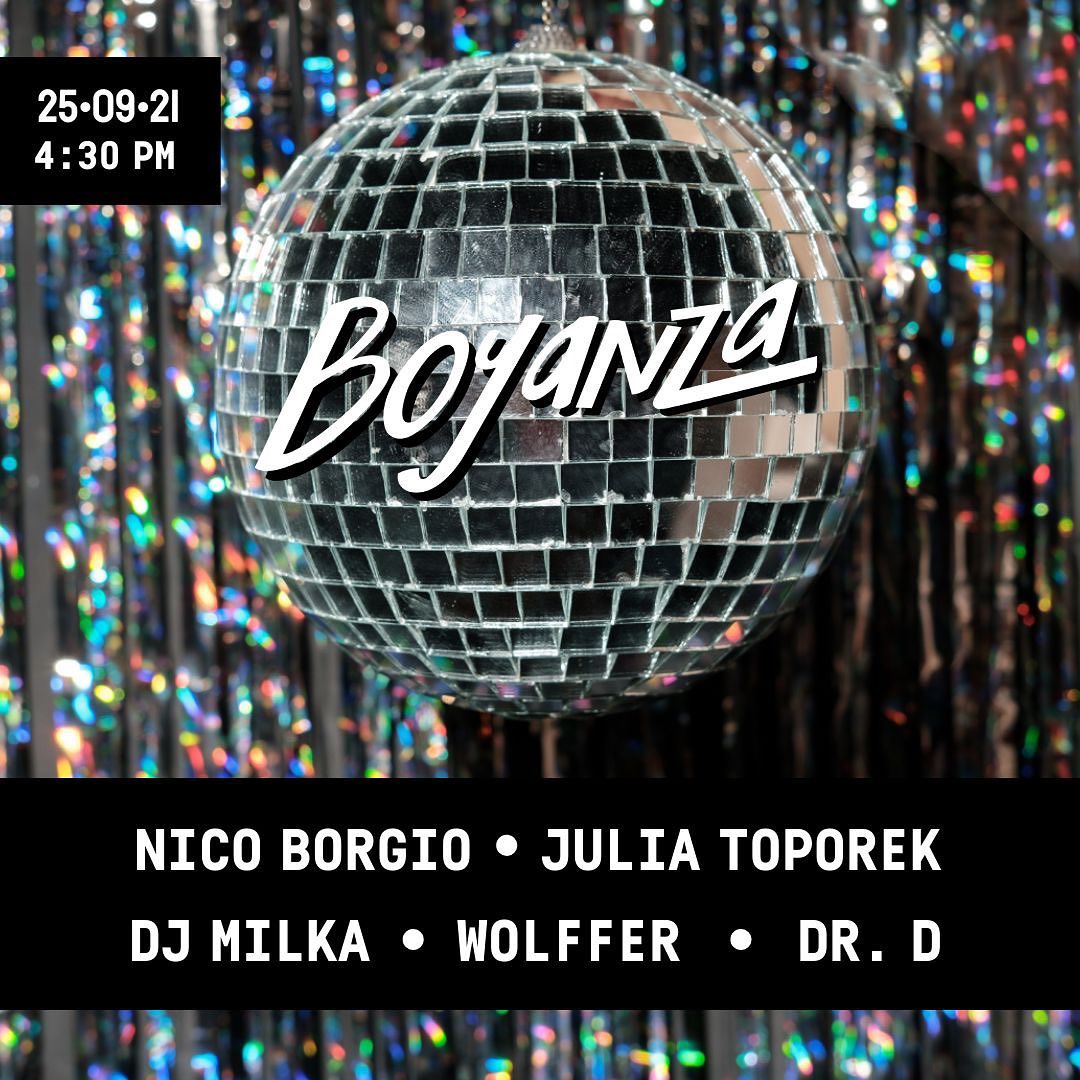 25•09•21
4:30 PM
Boyanza
NICO BORGIO • JULIA TOPOREK
DJ MILKA • WOLFFER • DR. D